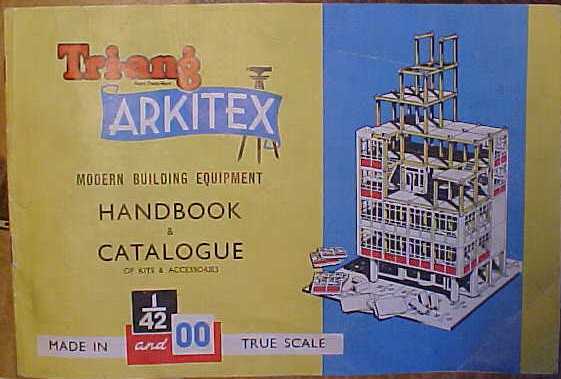 Tri-ang
ARKITEX
MODERN BUILDING EQUIPMENT
HANDBOOK
&
CATALOGUE
OF KITS & ACCESSORIES
1/42
MADE IN and 00 TRUE SCALE